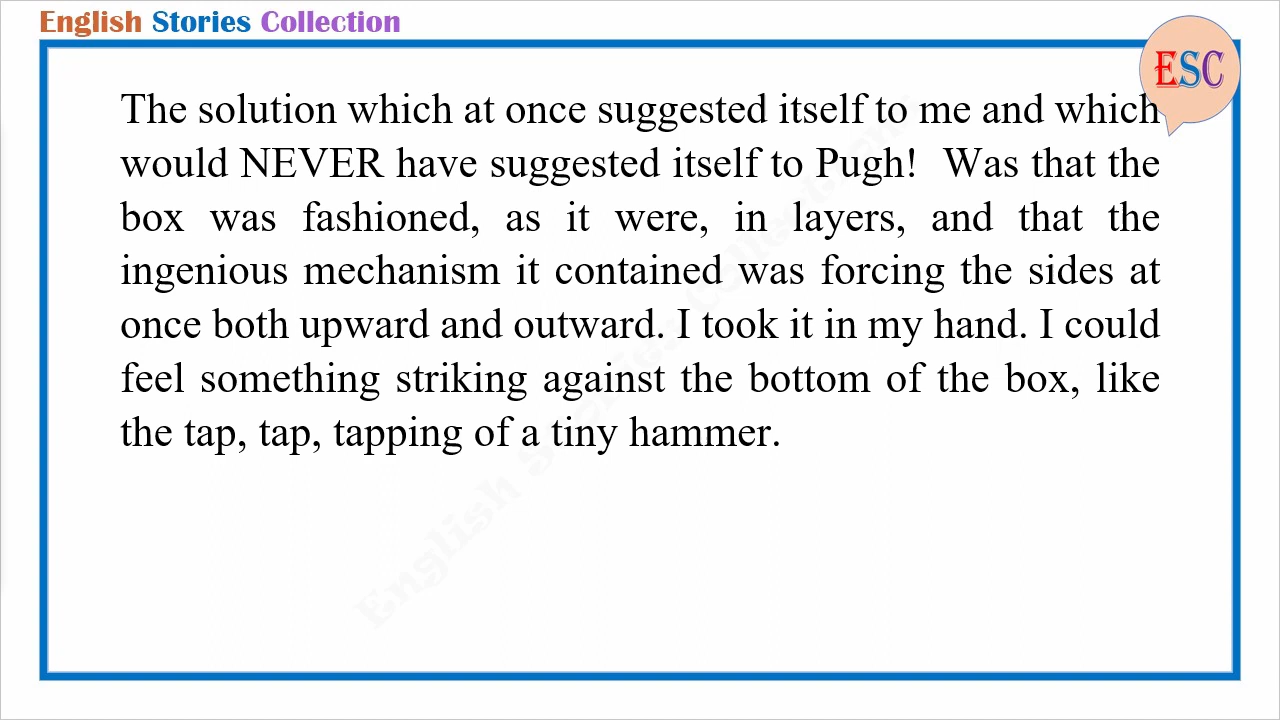 English Stories Collection
ESC
The solution which at once suggested itself to me and which
would NEVER have suggested itself to Pugh!  Was that the
box was fashioned, as it were, in layers, and that the
ingenious mechanism it contained was forcing the sides at
once both upward and outward. I took it in my hand. I could
feel something striking against the bottom of the box, like
the tap, tap, tapping of a tiny hammer.
English Stories Collection